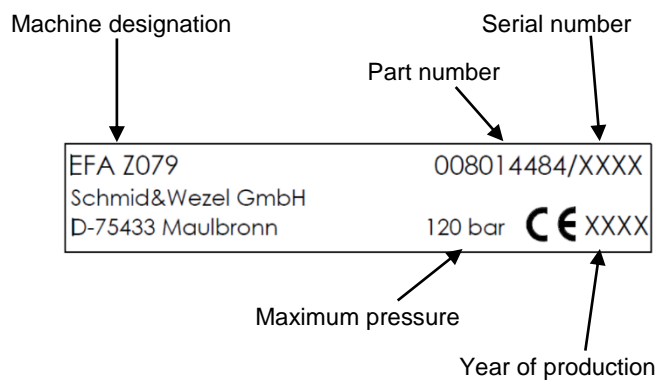 Machine designation
Serial number
Part number
EFA Z079
008014484/XXXX
Schmid&Wezel GmbH
D-75433 Maulbronn
120 bar CE XXXX
Maximum pressure
Year of production